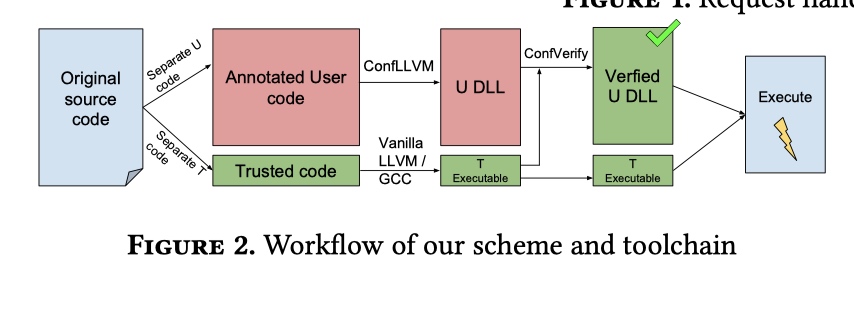 FIGURE 1. Request hand
Original
source
code
Separate U
code
Separate T
code
Annotated User
code
Trusted code
ConfLLVM
Vanilla
LLVM /
GCC
U DLL
T
Executable
ConfVerify
Verfied
U DLL
T
Executable
Execute
FIGURE 2. Workflow of our scheme and toolchain